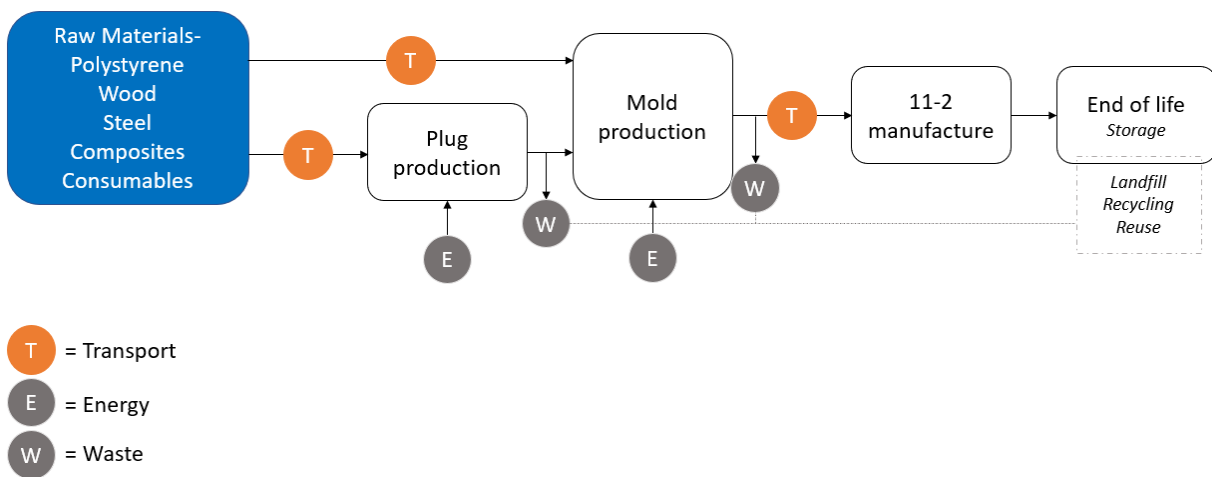 Raw Materials-
Polystyrene
Wood
Steel
Composites
Consumables
T
T
Plug
production
E
W
Mold
production
E
W
T
11-2
manufacture
End of life
Storage
Landfill
Recycling
Reuse
T = Transport
E = Energy
W = Waste